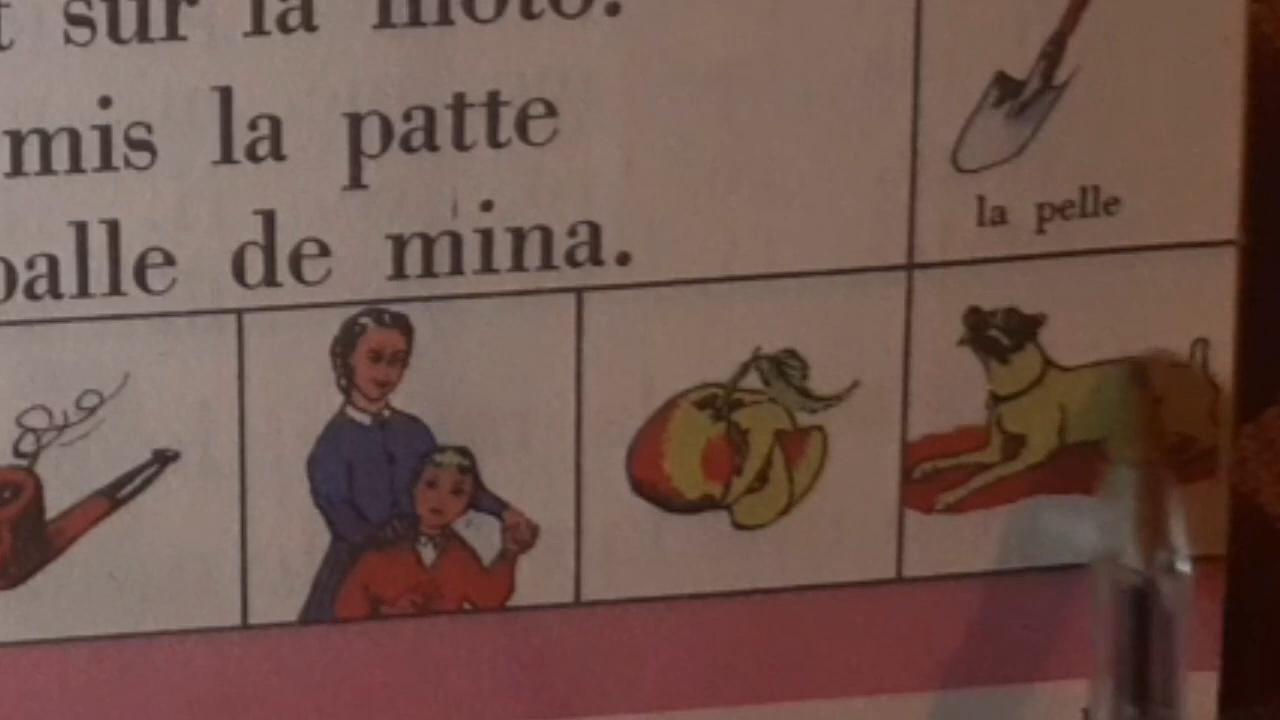 sur la moto.
mis la patte
balle de mina.
la pelle